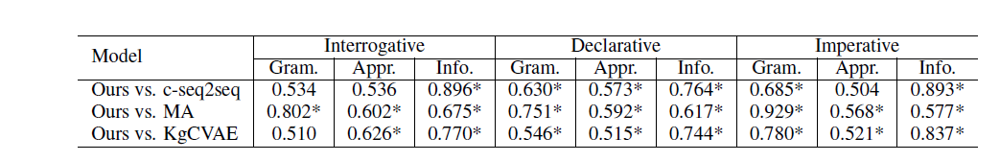 Model Interrogative Declarative Imperative
Gram. Appr. Info. Gram. Appr. Info. Gram. Appr. Info.
Ours vs. c-seq2seq 0.534 0.536 0.896* 0.630* 0.573* 0.764* 0.685* 0.504 0.893*
Ours vs. MA 0.802* 0.602* 0.675* 0.751* 0.592* 0.617* 0.929* 0.568* 0.577*
Ours vs. KgCVAE 0.510 0.626* 0.770* 0.546* 0.515* 0.744* 0.780* 0.521* 0.837*